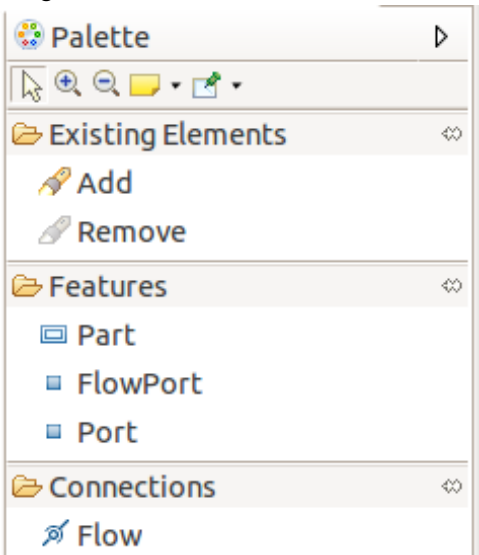 Palette
Existing Elements
Add
Remove
Features
Part
FlowPort
Port
Connections
Flow